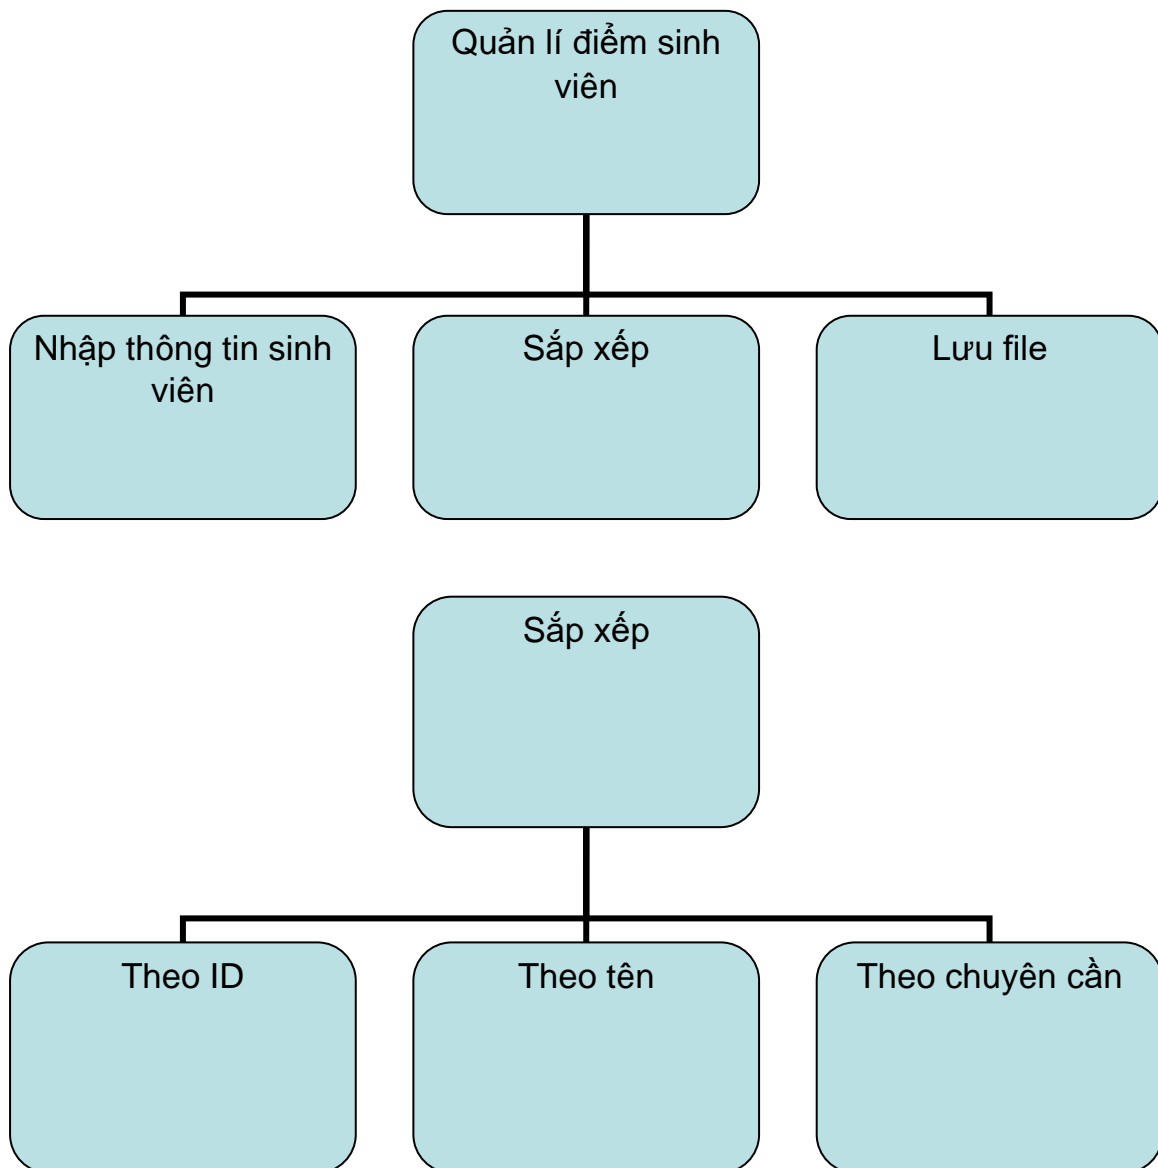 Quản lí điểm sinh
viên
Nhập thông tin sinh
viên
Sắp xếp
Lưu file
Sắp xếp
Theo ID
Theo tên
Theo chuyên cần